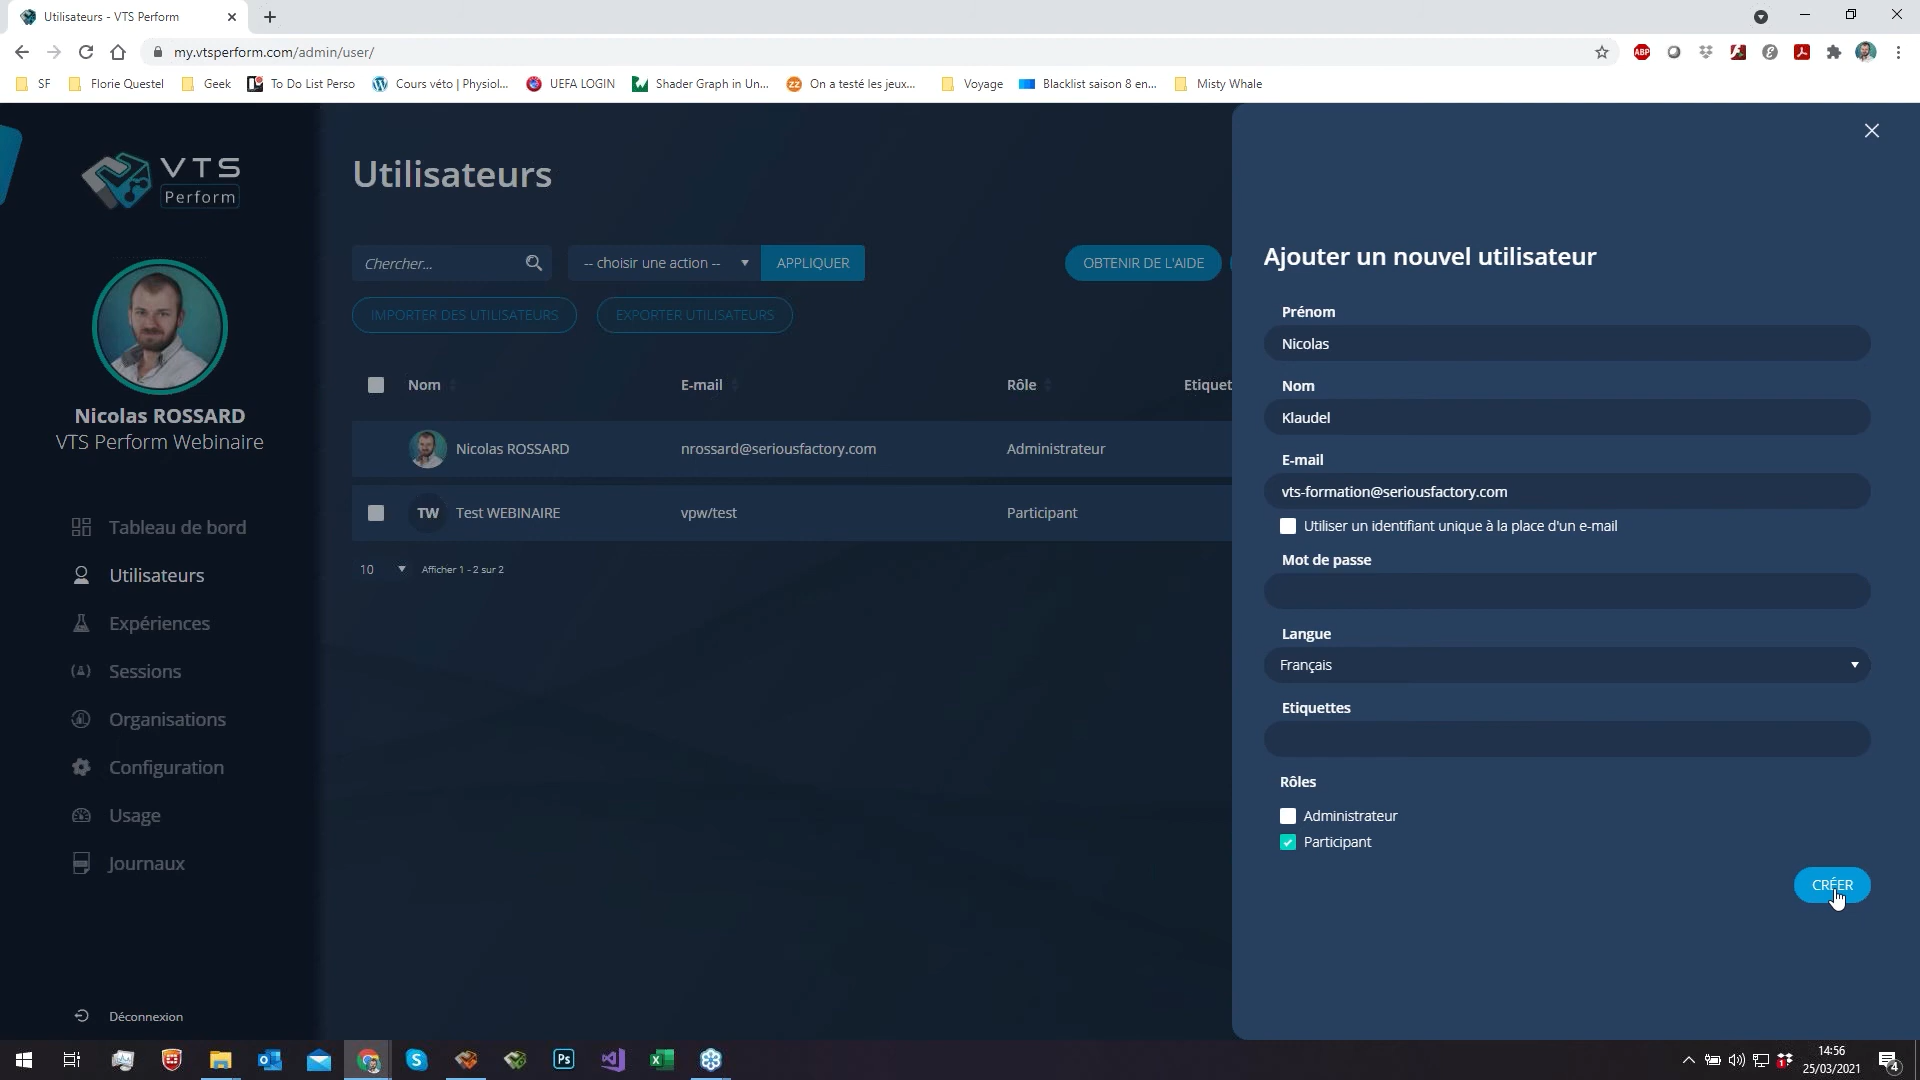 Utilisateurs - VTS Perform
my.vtsperform.com/admin/user/
ABP
SF
Florie Questel
Geek
To Do List Perso
Cours véto | Physiol...
UEFA LOGIN
Shader Graph in Un...
On a testé les jeux...
Voyage
Blacklist saison 8 en...
Misty Whale
VTS
Perform
Nicolas ROSSARD
VTS Perform Webinaire
Tableau de bord
Utilisateurs
Expériences
Sessions
Organisations
Configuration
Usage
Journaux
Déconnexion
Utilisateurs
Chercher...
-- choisir une action --
APPLIQUER
OBTENIR DE L'AIDE
IMPORTER DES UTILISATEURS
EXPORTER UTILISATEURS
Nom E-mail Rôle Etiquet
Nicolas ROSSARD nrossard@seriousfactory.com Administrateur
TW Test WEBINAIRE vpw/test Participant
10 Afficher 1 - 2 sur 2
Ajouter un nouvel utilisateur
Prénom
Nicolas
Nom
Klaudel
E-mail
vts-formation@seriousfactory.com
Utiliser un identifiant unique à la place d'un e-mail
Mot de passe
Langue
Français
Etiquettes
Rôles
Administrateur
Participant
CRÉER
Ps
14:56
25/03/2021
4